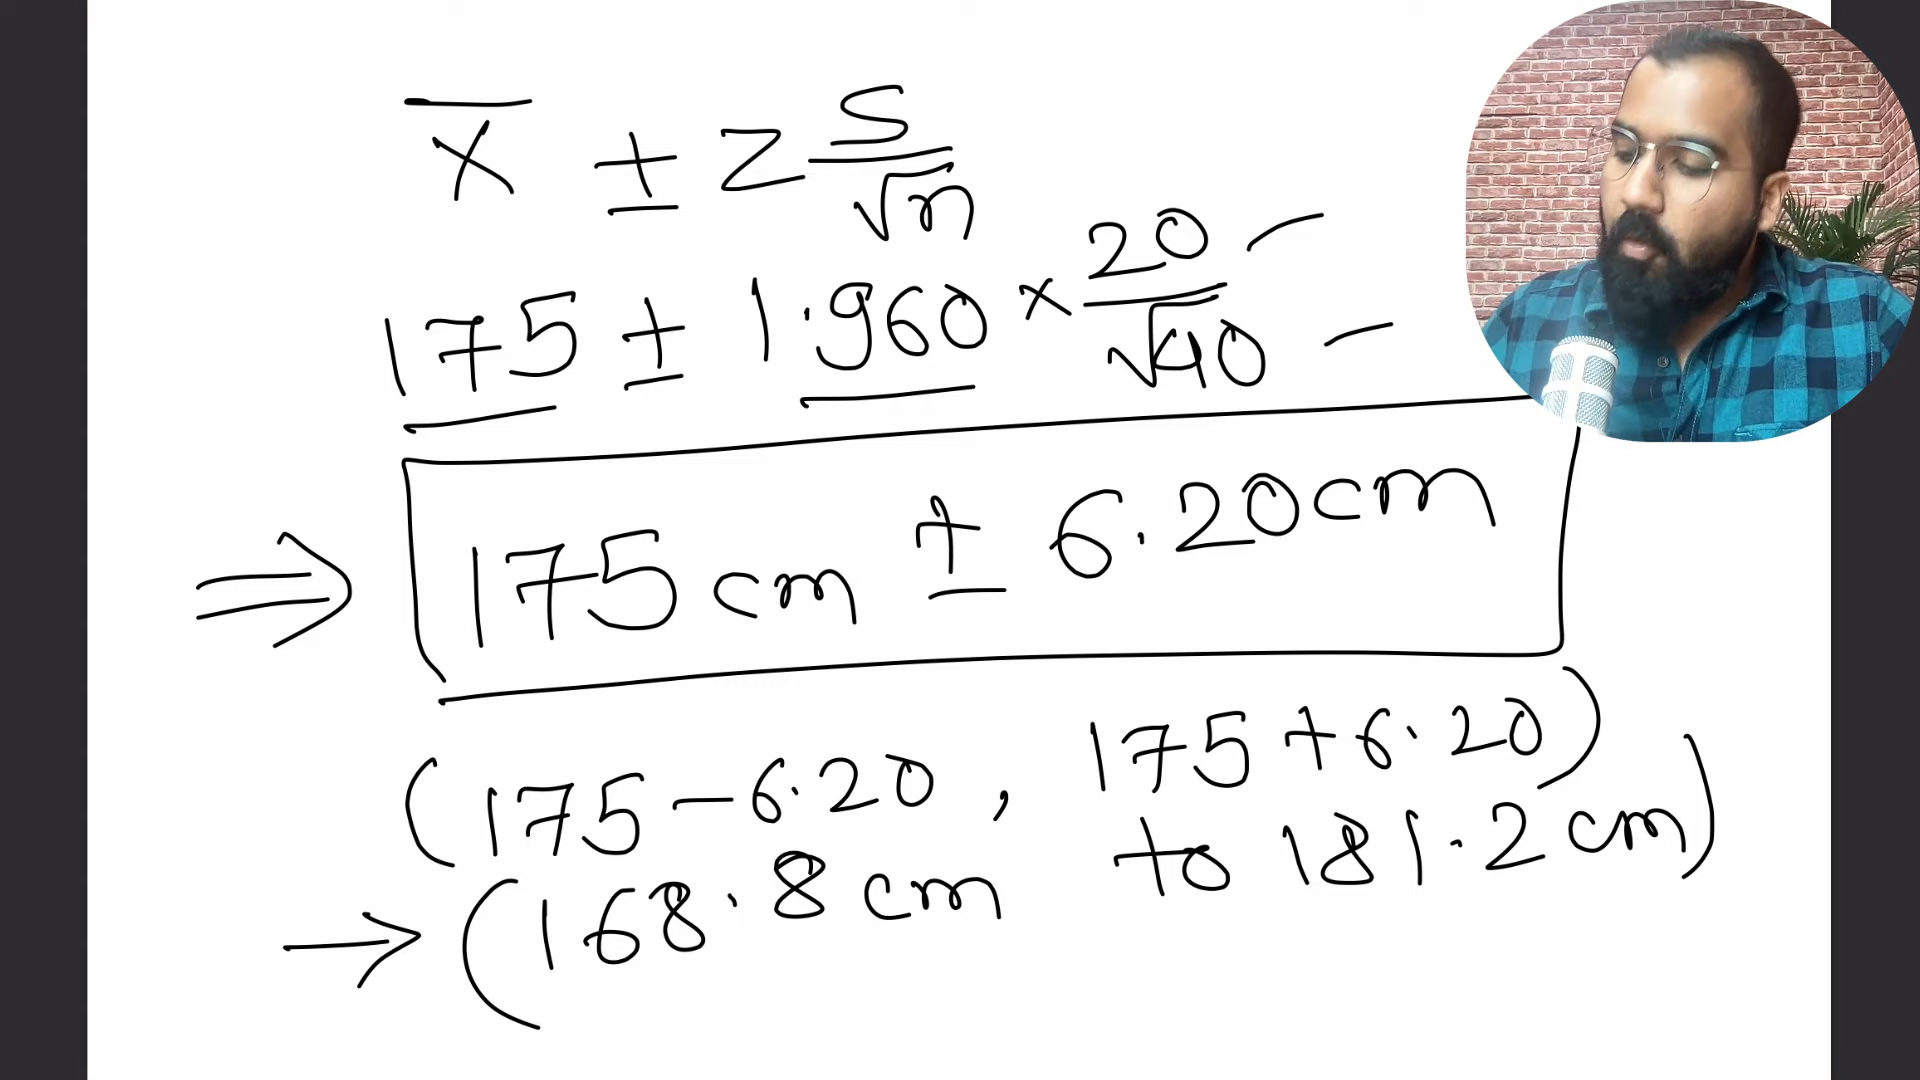 x̄ ± z s/√n
175 ± 1.960 × 20/√40
⇒ 175 cm ± 6.20 cm
(175 − 6.20, 175 + 6.20)
→ (168.8 cm to 181.2 cm)